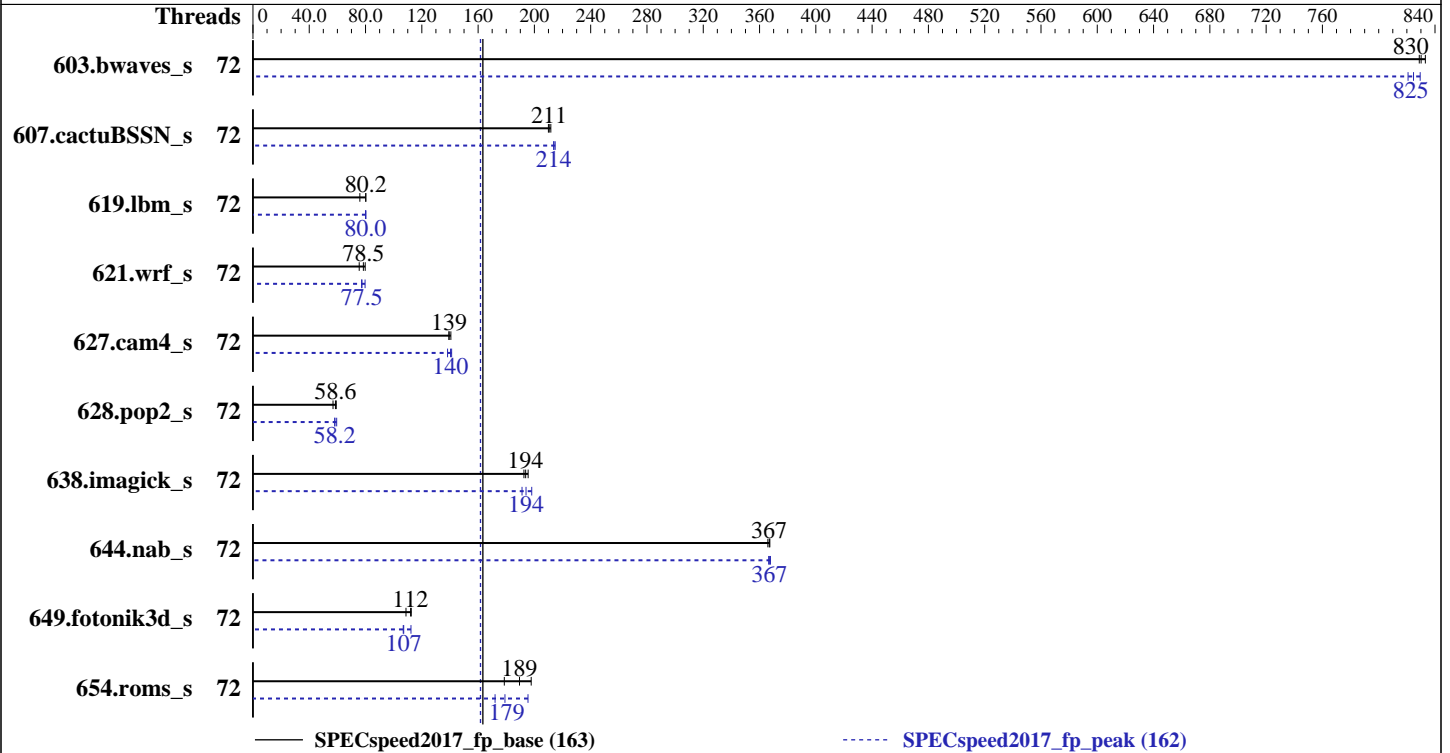 Threads 0 40.0 80.0 120 160 200 240 280 320 360 400 440 480 520 560 600 640 680 720 760 840
830
603.bwaves_s 72
825
211
607.cactuBSSN_s 72
214
80.2
619.lbm_s 72
80.0
78.5
621.wrf_s 72
77.5
139
627.cam4_s 72
140
58.6
628.pop2_s 72
58.2
194
638.imagick_s 72
194
367
644.nab_s 72
367
112
649.fotonik3d_s 72
107
189
654.roms_s 72
179
SPECspeed2017_fp_base (163) SPECspeed2017_fp_peak (162)